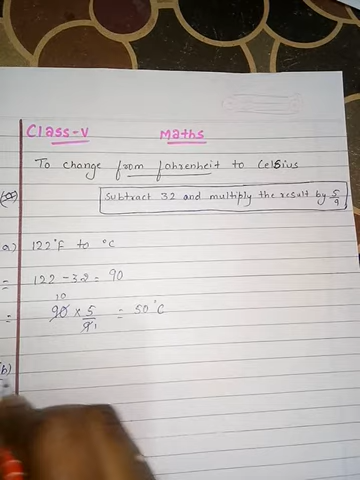 Class-V Maths
To change from fahrenheit to Celsius
Subtract 32 and multiply the result by 5/9
a) 122°F to °C
= 122 - 32 = 90
10
= 90 × 5/9 = 50°C
1
b)